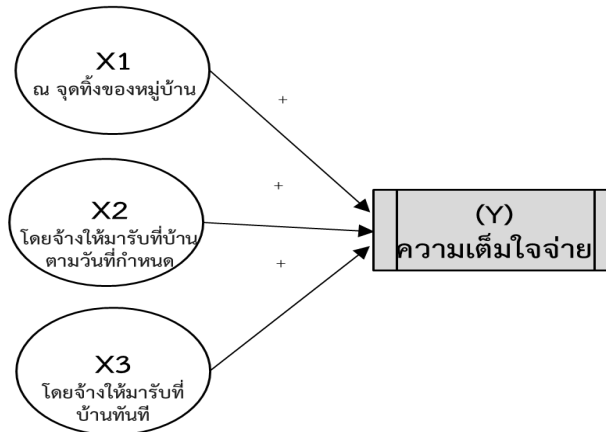 X1
ณ จุดทิ้งของหมู่บ้าน
+
+
X2
โดยจ้างให้มารับที่บ้าน
ตามวันที่กำหนด
(Y)
ความเต็มใจจ่าย
+
X3
โดยจ้างให้มารับที่
บ้านทันที